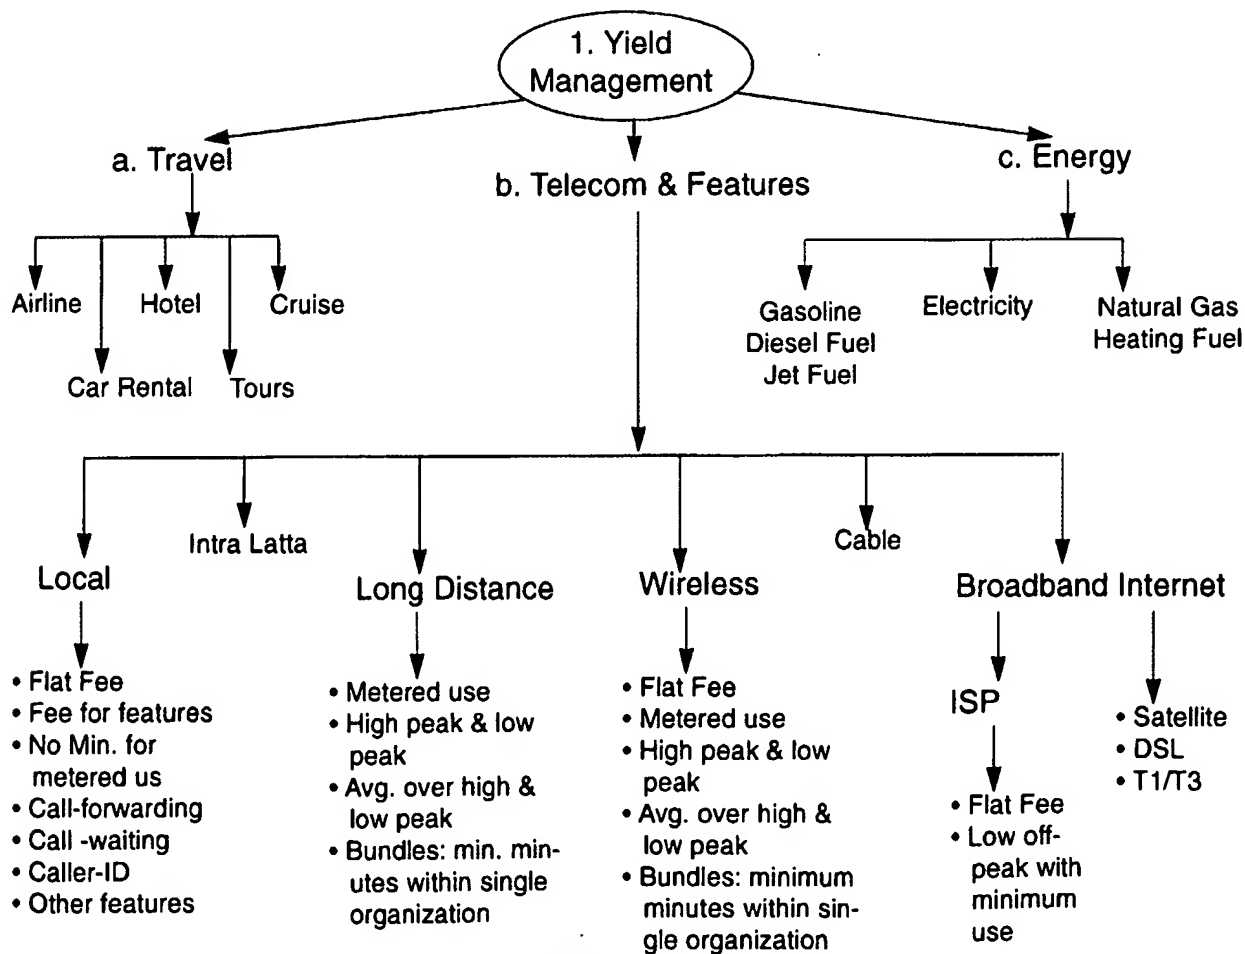 1. Yield
Management
a. Travel
b. Telecom & Features
c. Energy
Airline
Hotel
Cruise
Car Rental
Tours
Gasoline
Diesel Fuel
Jet Fuel
Electricity
Natural Gas
Heating Fuel
Local
Intra Latta
Long Distance
Wireless
Cable
Broadband Internet
• Flat Fee
• Fee for features
• No Min. for
metered us
• Call-forwarding
• Call -waiting
• Caller-ID
• Other features
• Metered use
• High peak & low
peak
• Avg. over high &
low peak
• Bundles: min. min-
utes within single
organization
• Flat Fee
• Metered use
• High peak & low
peak
• Avg. over high &
low peak
• Bundles: minimum
minutes within sin-
gle organization
ISP
• Flat Fee
• Low off-
peak with
minimum
use
• Satellite
• DSL
• T1/T3